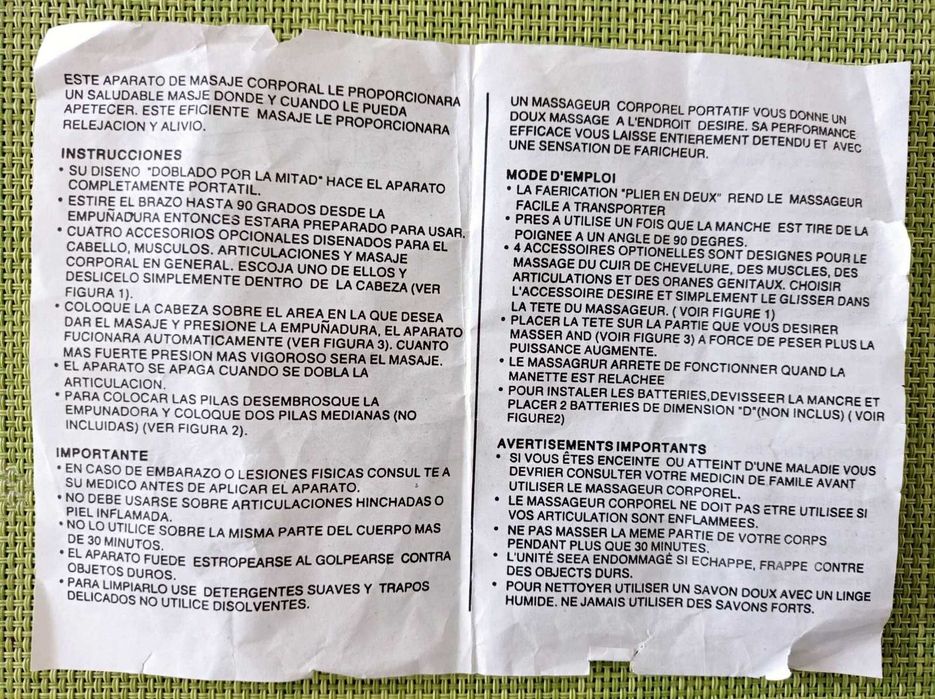 ESTE APARATO DE MASAJE CORPORAL LE PROPORCIONARA
UN SALUDABLE MASJE DONDE Y CUANDO LE PUEDA
APETECER. ESTE EFICIENTE MASAJE LE PROPORCIONARA
RELEJACION Y ALIVIO.
INSTRUCCIONES
• SU DISENO "DOBLADO POR LA MITAD" HACE EL APARATO
COMPLETAMENTE PORTATIL.
• ESTIRE EL BRAZO HASTA 90 GRADOS DESDE LA
EMPUÑADURA ENTONCES ESTARA PREPARADO PARA USAR.
• CUATRO ACCESORIOS OPCIONALES DISENADOS PARA EL
CABELLO, MUSCULOS. ARTICULACIONES Y MASAJE
CORPORAL EN GENERAL. ESCOJA UNO DE ELLOS Y
DESLICELO SIMPLEMENTE DENTRO DE LA CABEZA (VER
FIGURA 1).
• COLOQUE LA CABEZA SOBRE EL AREA EN LA QUE DESEA
DAR EL MASAJE Y PRESIONE LA EMPUÑADURA, EL APARATO
FUCIONARA AUTOMATICAMENTE (VER FIGURA 3). CUANTO
MAS FUERTE PRESION MAS VIGOROSO SERA EL MASAJE.
• EL APARATO SE APAGA CUANDO SE DOBLA LA
ARTICULACION.
• PARA COLOCAR LAS PILAS DESEMBROSQUE LA
EMPUNADORA Y COLOQUE DOS PILAS MEDIANAS (NO
INCLUIDAS) (VER FIGURA 2).
IMPORTANTE
• EN CASO DE EMBARAZO O LESIONES FISICAS CONSUL TE A
SU MEDICO ANTES DE APLICAR EL APARATO.
• NO DEBE USARSE SOBRE ARTICULACIONES HINCHADAS O
PIEL INFLAMADA.
• NO LO UTILICE SOBRE LA MISMA PARTE DEL CUERPO MAS
DE 30 MINUTOS.
• EL APARATO FUEDE ESTROPEARSE AL GOLPEARSE CONTRA
OBJETOS DUROS.
• PARA LIMPIARLO USE DETERGENTES SUAVES Y TRAPOS
DELICADOS NO UTILICE DISOLVENTES.
UN MASSAGEUR CORPOREL PORTATIF VOUS DONNE UN
DOUX MASSAGE A L'ENDROIT DESIRE. SA PERFORMANCE
EFFICACE VOUS LAISSE ENTIEREMENT DETENDU ET AVEC
UNE SENSATION DE FARICHEUR.
MODE D'EMPLOI
• LA FAERICATION "PLIER EN DEUX" REND LE MASSAGEUR
FACILE A TRANSPORTER
• PRES A UTILISE UN FOIS QUE LA MANCHE EST TIRE DE LA
POIGNEE A UN ANGLE DE 90 DEGRES.
• 4 ACCESSOIRES OPTIONELLES SONT DESIGNES POUR LE
MASSAGE DU CUIR DE CHEVELURE, DES MUSCLES, DES
ARTICULATIONS ET DES ORANES GENITAUX. CHOISIR
L'ACCESSOIRE DESIRE ET SIMPLEMENT LE GLISSER DANS
LA TETE DU MASSAGEUR. ( VOIR FIGURE 1)
• PLACER LA TETE SUR LA PARTIE QUE VOUS DESIRER
MASSER AND (VOIR FIGURE 3) A FORCE DE PESER PLUS LA
PUISSANCE AUGMENTE.
• LE MASSAGRUR ARRETE DE FONCTIONNER QUAND LA
MANETTE EST RELACHEE
• POUR INSTALER LES BATTERIES,DEVISSEER LA MANCRE ET
PLACER 2 BATTERIES DE DIMENSION "D"(NON INCLUS) ( VOIR
FIGURE2)
AVERTISEMENTS IMPORTANTS
• SI VOUS ÊTES ENCEINTE OU ATTEINT D'UNE MALADIE VOUS
DEVRIER CONSULTER VOTRE MEDICIN DE FAMILE AVANT
UTILISER LE MASSAGEUR CORPOREL.
• LE MASSAGEUR CORPOREL NE DOIT PAS ETRE UTILISEE SI
VOS ARTICULATION SONT ENFLAMMEES.
• NE PAS MASSER LA MEME PARTIE DE VOTRE CORPS
PENDANT PLUS QUE 30 MINUTES.
• L'UNITÉ SEEA ENDOMMAGÉ SI ECHAPPE, FRAPPE CONTRE
DES OBJECTS DURS.
• POUR NETTOYER UTILISER UN SAVON DOUX AVEC UN LINGE
HUMIDE. NE JAMAIS UTILISER DES SAVONS FORTS.